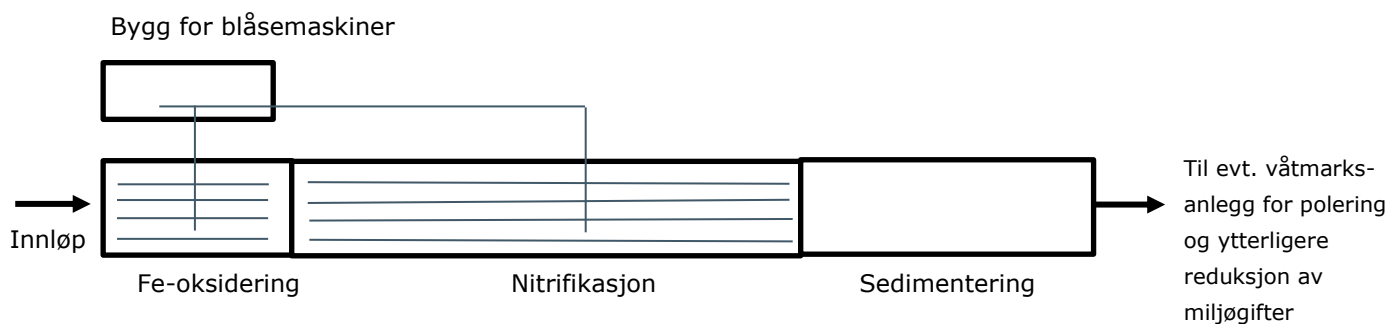 Bygg for blåsemaskiner
Innløp
Fe-oksidering
Nitrifikasjon
Sedimentering
Til evt. våtmarks-
anlegg for polering
og ytterligere
reduksjon av
miljøgifter